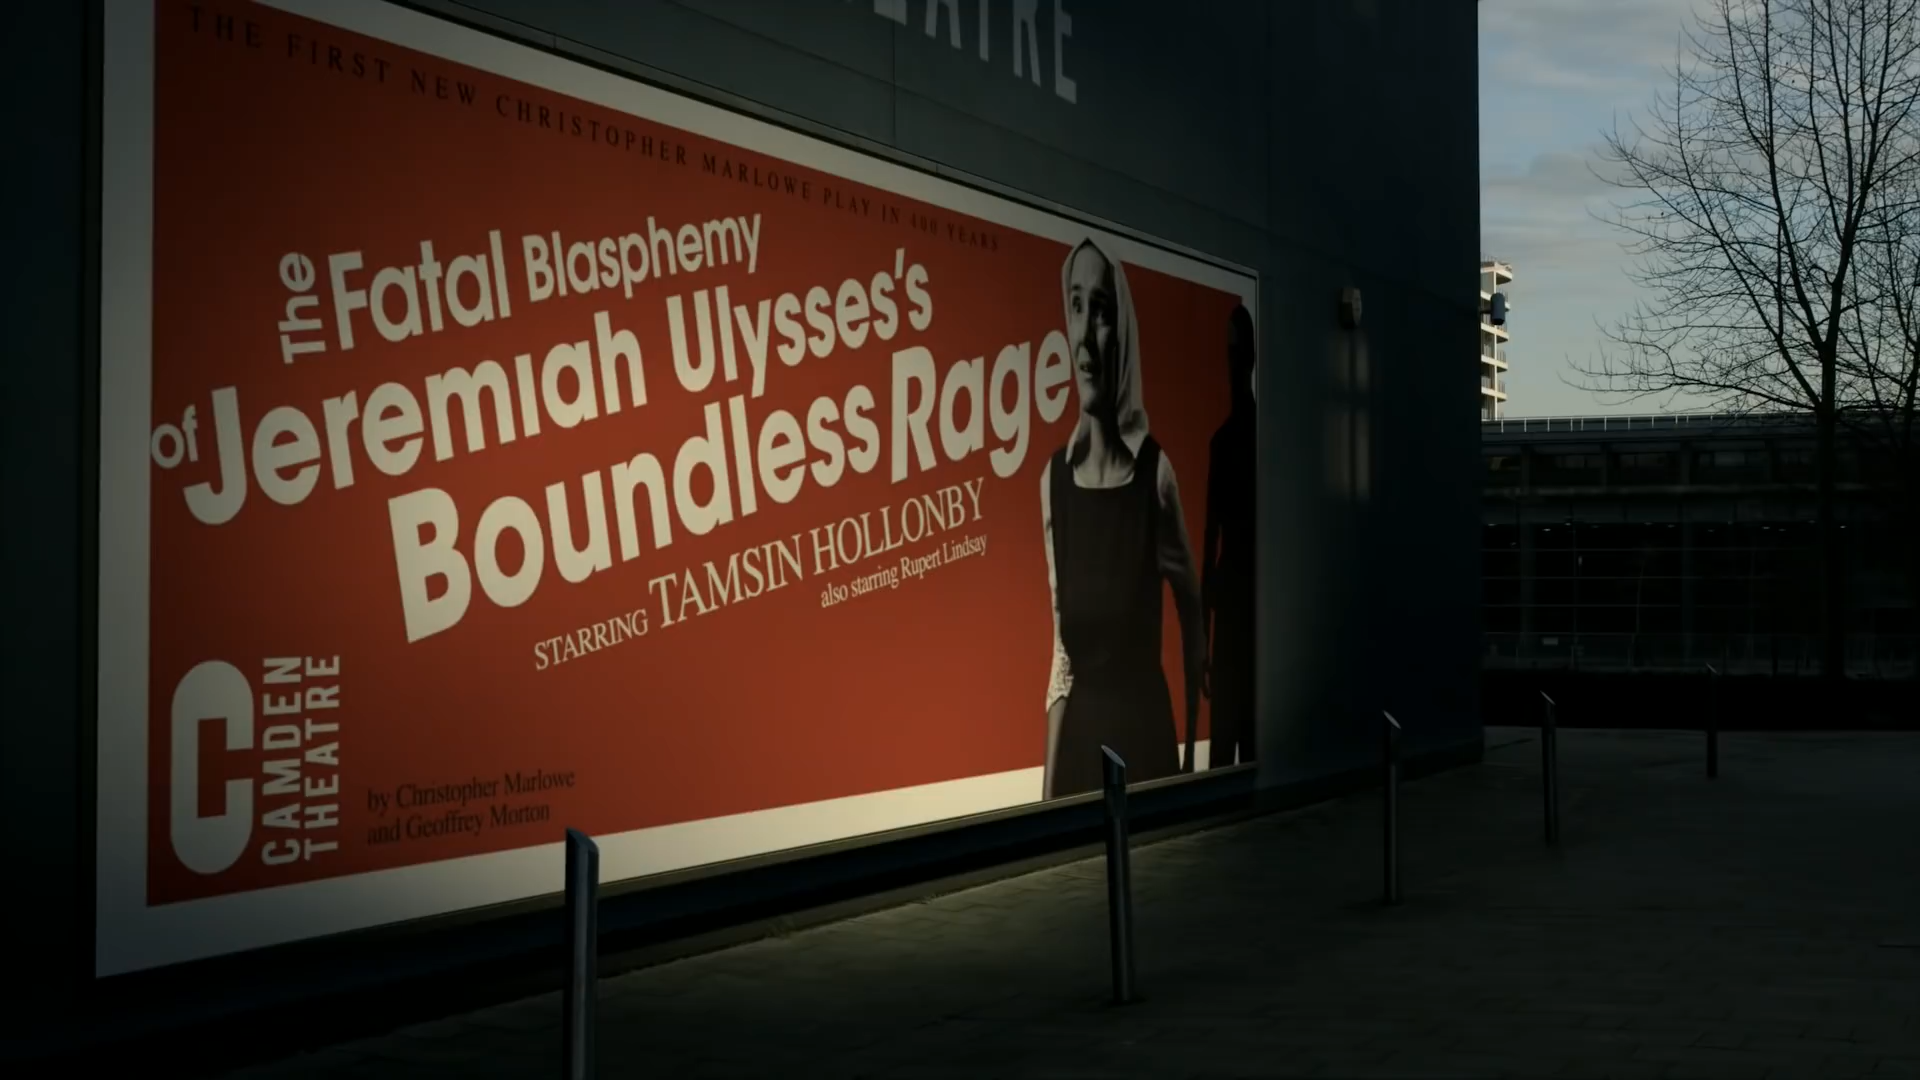 THEATRE
THE FIRST NEW CHRISTOPHER MARLOWE PLAY IN 400 YEARS
The Fatal Blasphemy
of Jeremiah Ulysses's
Boundless Rage
STARRING TAMSIN HOLLONBY
also starring Rupert Lindsay
CAMDEN
THEATRE
by Christopher Marlowe
and Geoffrey Morton